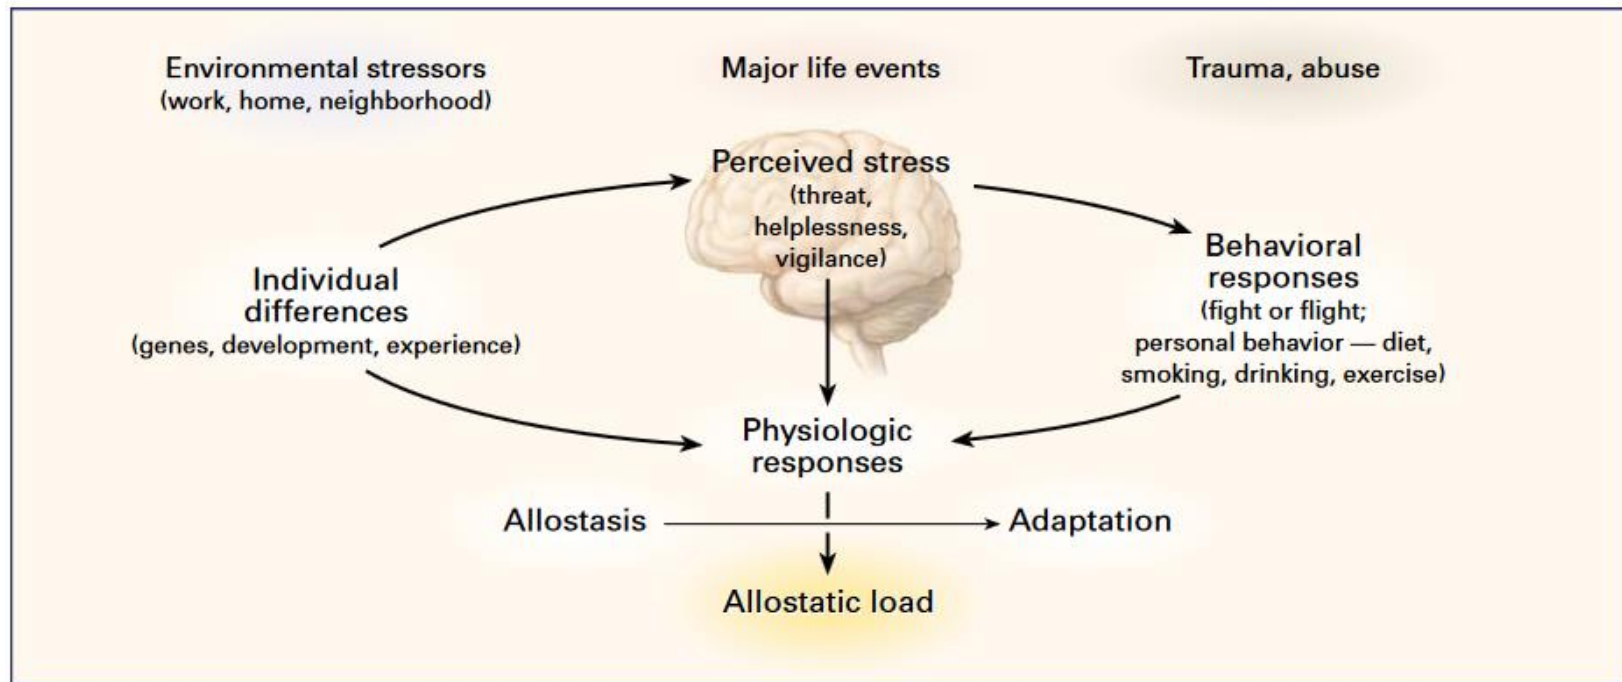 Environmental stressors
(work, home, neighborhood)
Major life events
Trauma, abuse
Perceived stress
(threat,
helplessness,
vigilance)
Individual
differences
(genes, development, experience)
Behavioral
responses
(fight or flight;
personal behavior — diet,
smoking, drinking, exercise)
Physiologic
responses
Allostasis
Adaptation
Allostatic load